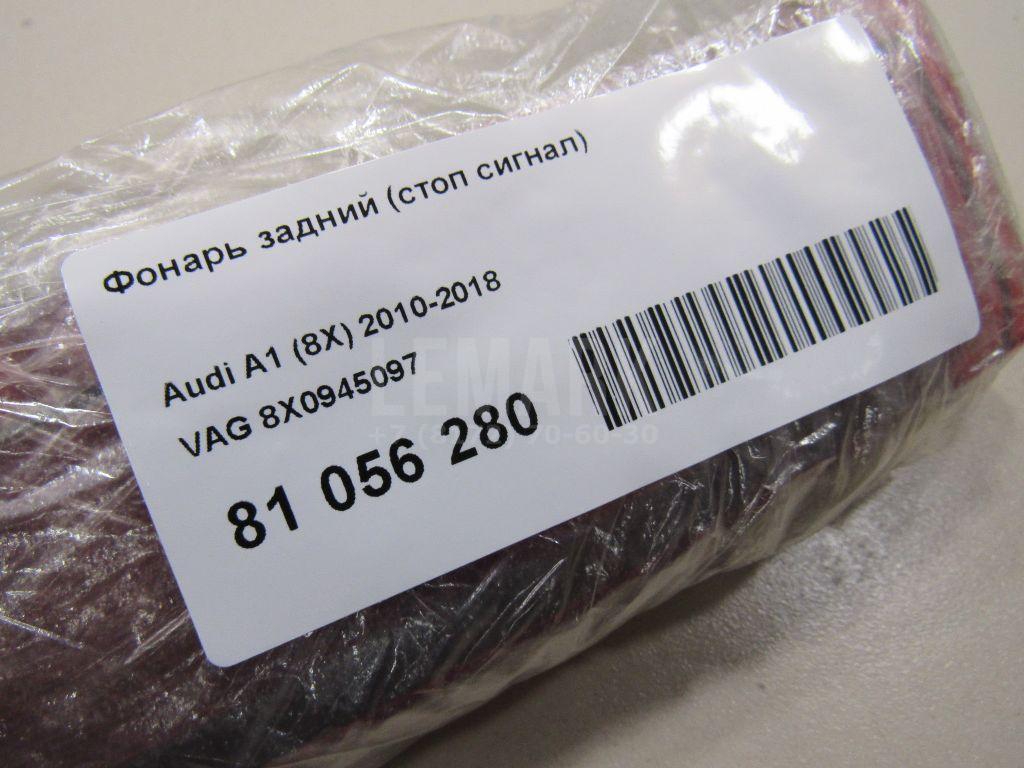 Фонарь задний (стоп сигнал)
Audi A1 (8X) 2010-2018
VAG 8X0945097
81 056 280